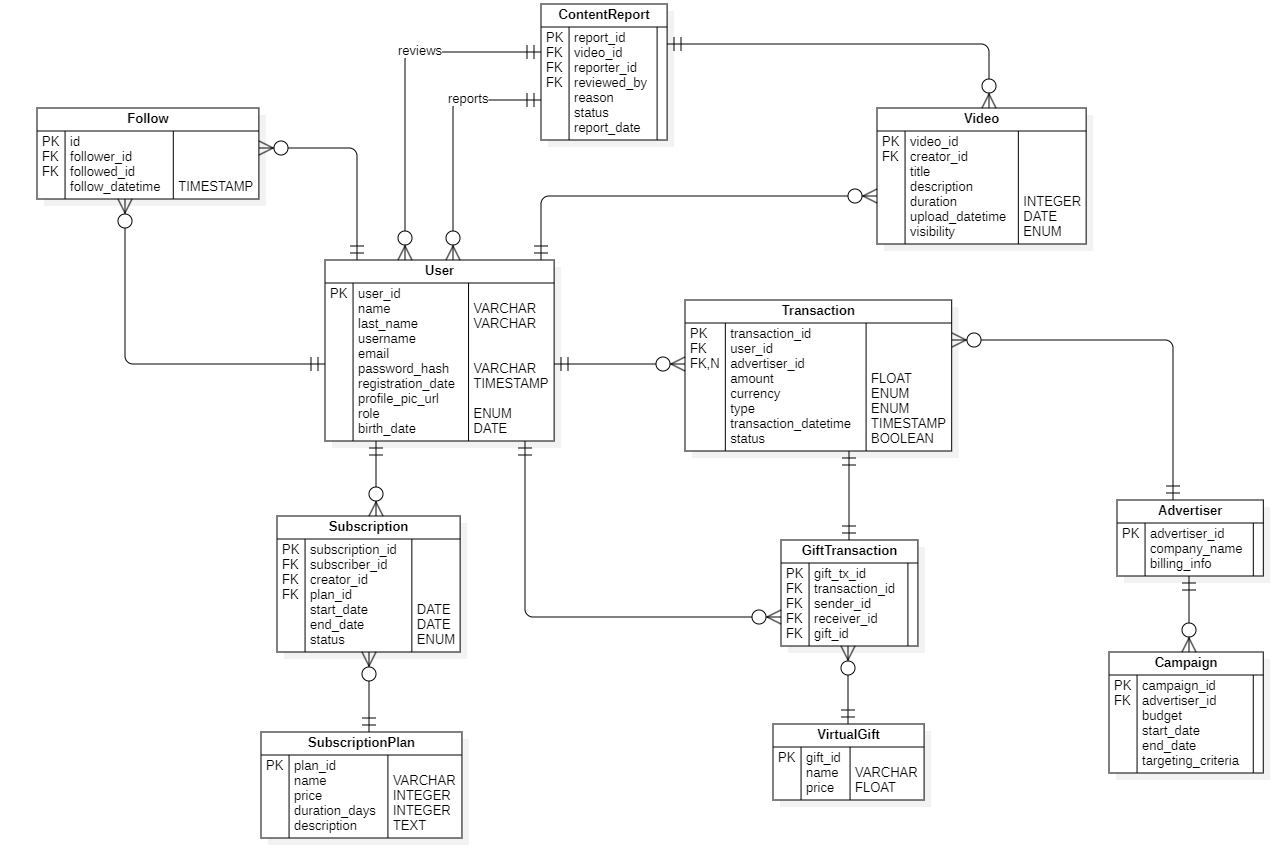 ContentReport
PK report_id
FK video_id
FK reporter_id
FK reviewed_by
reason
status
report_date
reviews
reports
Follow
PK id
FK follower_id
FK followed_id
follow_datetime TIMESTAMP
Video
PK video_id
FK creator_id
title
description
duration INTEGER
upload_datetime DATE
visibility ENUM
User
PK user_id
name VARCHAR
last_name VARCHAR
username
email
password_hash VARCHAR
registration_date TIMESTAMP
profile_pic_url
role ENUM
birth_date DATE
Transaction
PK transaction_id
FK user_id
FK,N advertiser_id
amount FLOAT
currency ENUM
type ENUM
transaction_datetime TIMESTAMP
status BOOLEAN
Subscription
PK subscription_id
FK subscriber_id
FK creator_id
FK plan_id
start_date DATE
end_date DATE
status ENUM
GiftTransaction
PK gift_tx_id
FK transaction_id
FK sender_id
FK receiver_id
FK gift_id
Advertiser
PK advertiser_id
company_name
billing_info
SubscriptionPlan
PK plan_id
name VARCHAR
price INTEGER
duration_days INTEGER
description TEXT
VirtualGift
PK gift_id
name VARCHAR
price FLOAT
Campaign
PK campaign_id
FK advertiser_id
budget
start_date
end_date
targeting_criteria